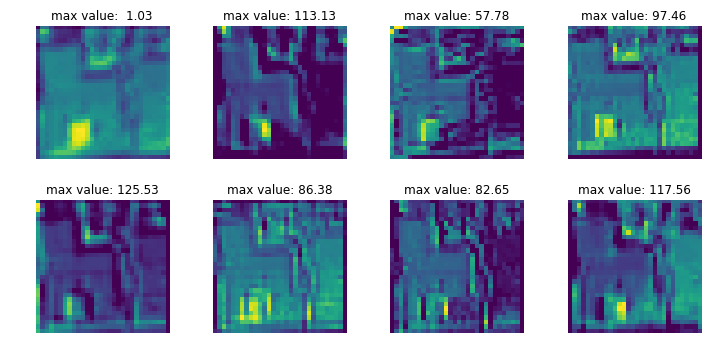 max value:  1.03
max value: 113.13
max value: 57.78
max value: 97.46
max value: 125.53
max value: 86.38
max value: 82.65
max value: 117.56